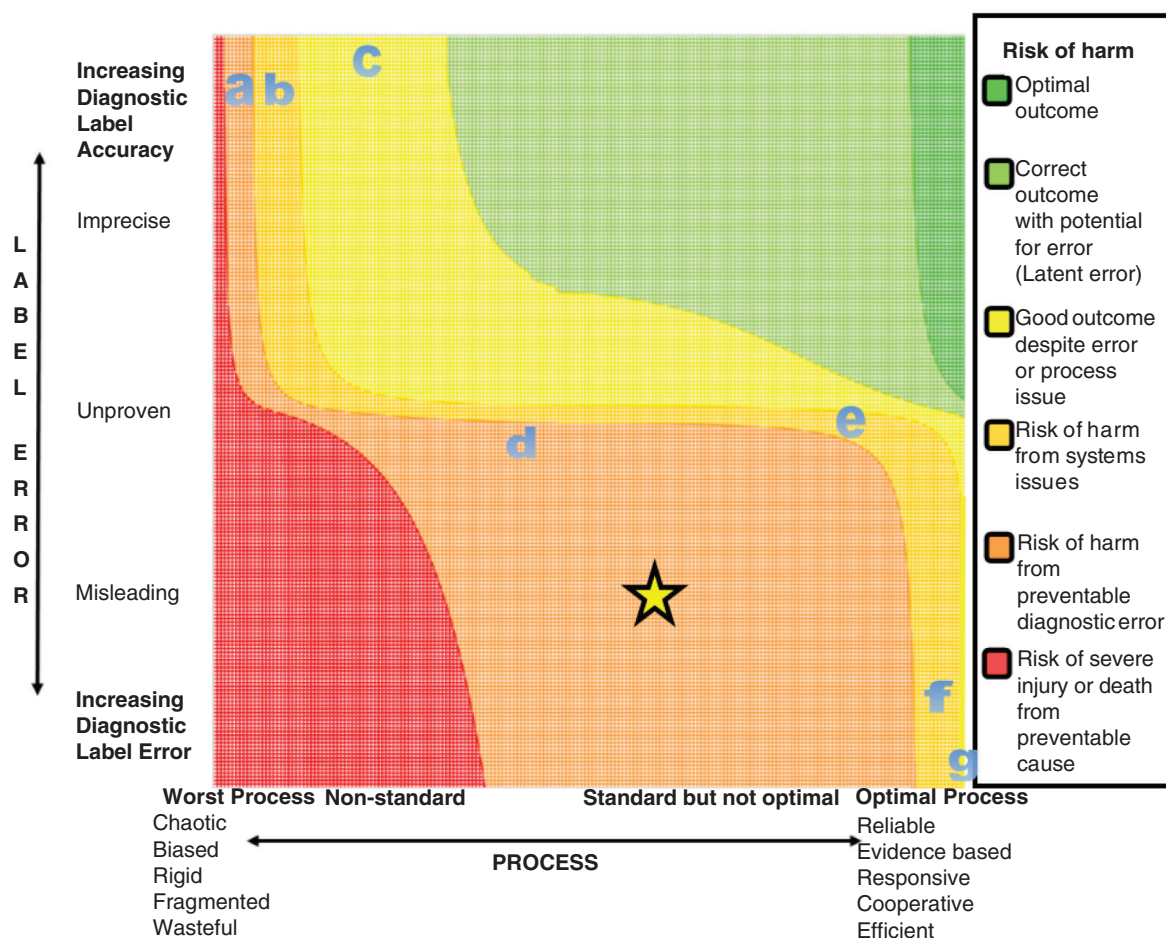 Increasing
Diagnostic
Label
Accuracy
Imprecise
Unproven
Misleading
Increasing
Diagnostic
Label Error
L
A
B
E
L
E
R
R
O
R
a
b
c
d
e
f
g
Worst Process
Chaotic
Biased
Rigid
Fragmented
Wasteful
Non-standard
Standard but not optimal
Optimal Process
Reliable
Evidence based
Responsive
Cooperative
Efficient
PROCESS
Risk of harm
Optimal
outcome
Correct
outcome
with potential
for error
(Latent error)
Good outcome
despite error
or process
issue
Risk of harm
from systems
issues
Risk of harm
from
preventable
diagnostic error
Risk of severe
injury or death
from
preventable
cause